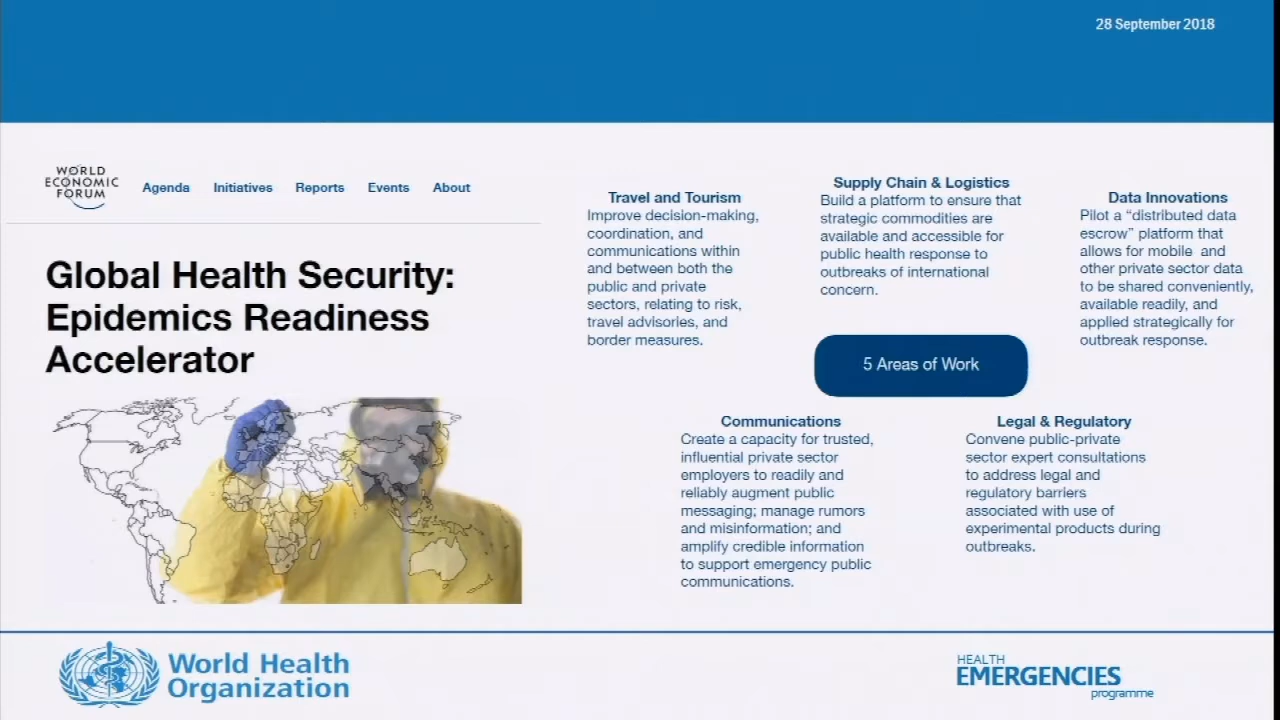 28 September 2018
WORLD
ECONOMIC
FORUM
Agenda Initiatives Reports Events About
Global Health Security:
Epidemics Readiness
Accelerator
Travel and Tourism
Improve decision-making,
coordination, and
communications within
and between both the
public and private
sectors, relating to risk,
travel advisories, and
border measures.
Supply Chain & Logistics
Build a platform to ensure that
strategic commodities are
available and accessible for
public health response to
outbreaks of international
concern.
Data Innovations
Pilot a “distributed data
escrow” platform that
allows for mobile and
other private sector data
to be shared conveniently,
available readily, and
applied strategically for
outbreak response.
5 Areas of Work
Communications
Create a capacity for trusted,
influential private sector
employers to readily and
reliably augment public
messaging; manage rumors
and misinformation; and
amplify credible information
to support emergency public
communications.
Legal & Regulatory
Convene public-private
sector expert consultations
to address legal and
regulatory barriers
associated with use of
experimental products during
outbreaks.
World Health
Organization
HEALTH
EMERGENCIES
programme